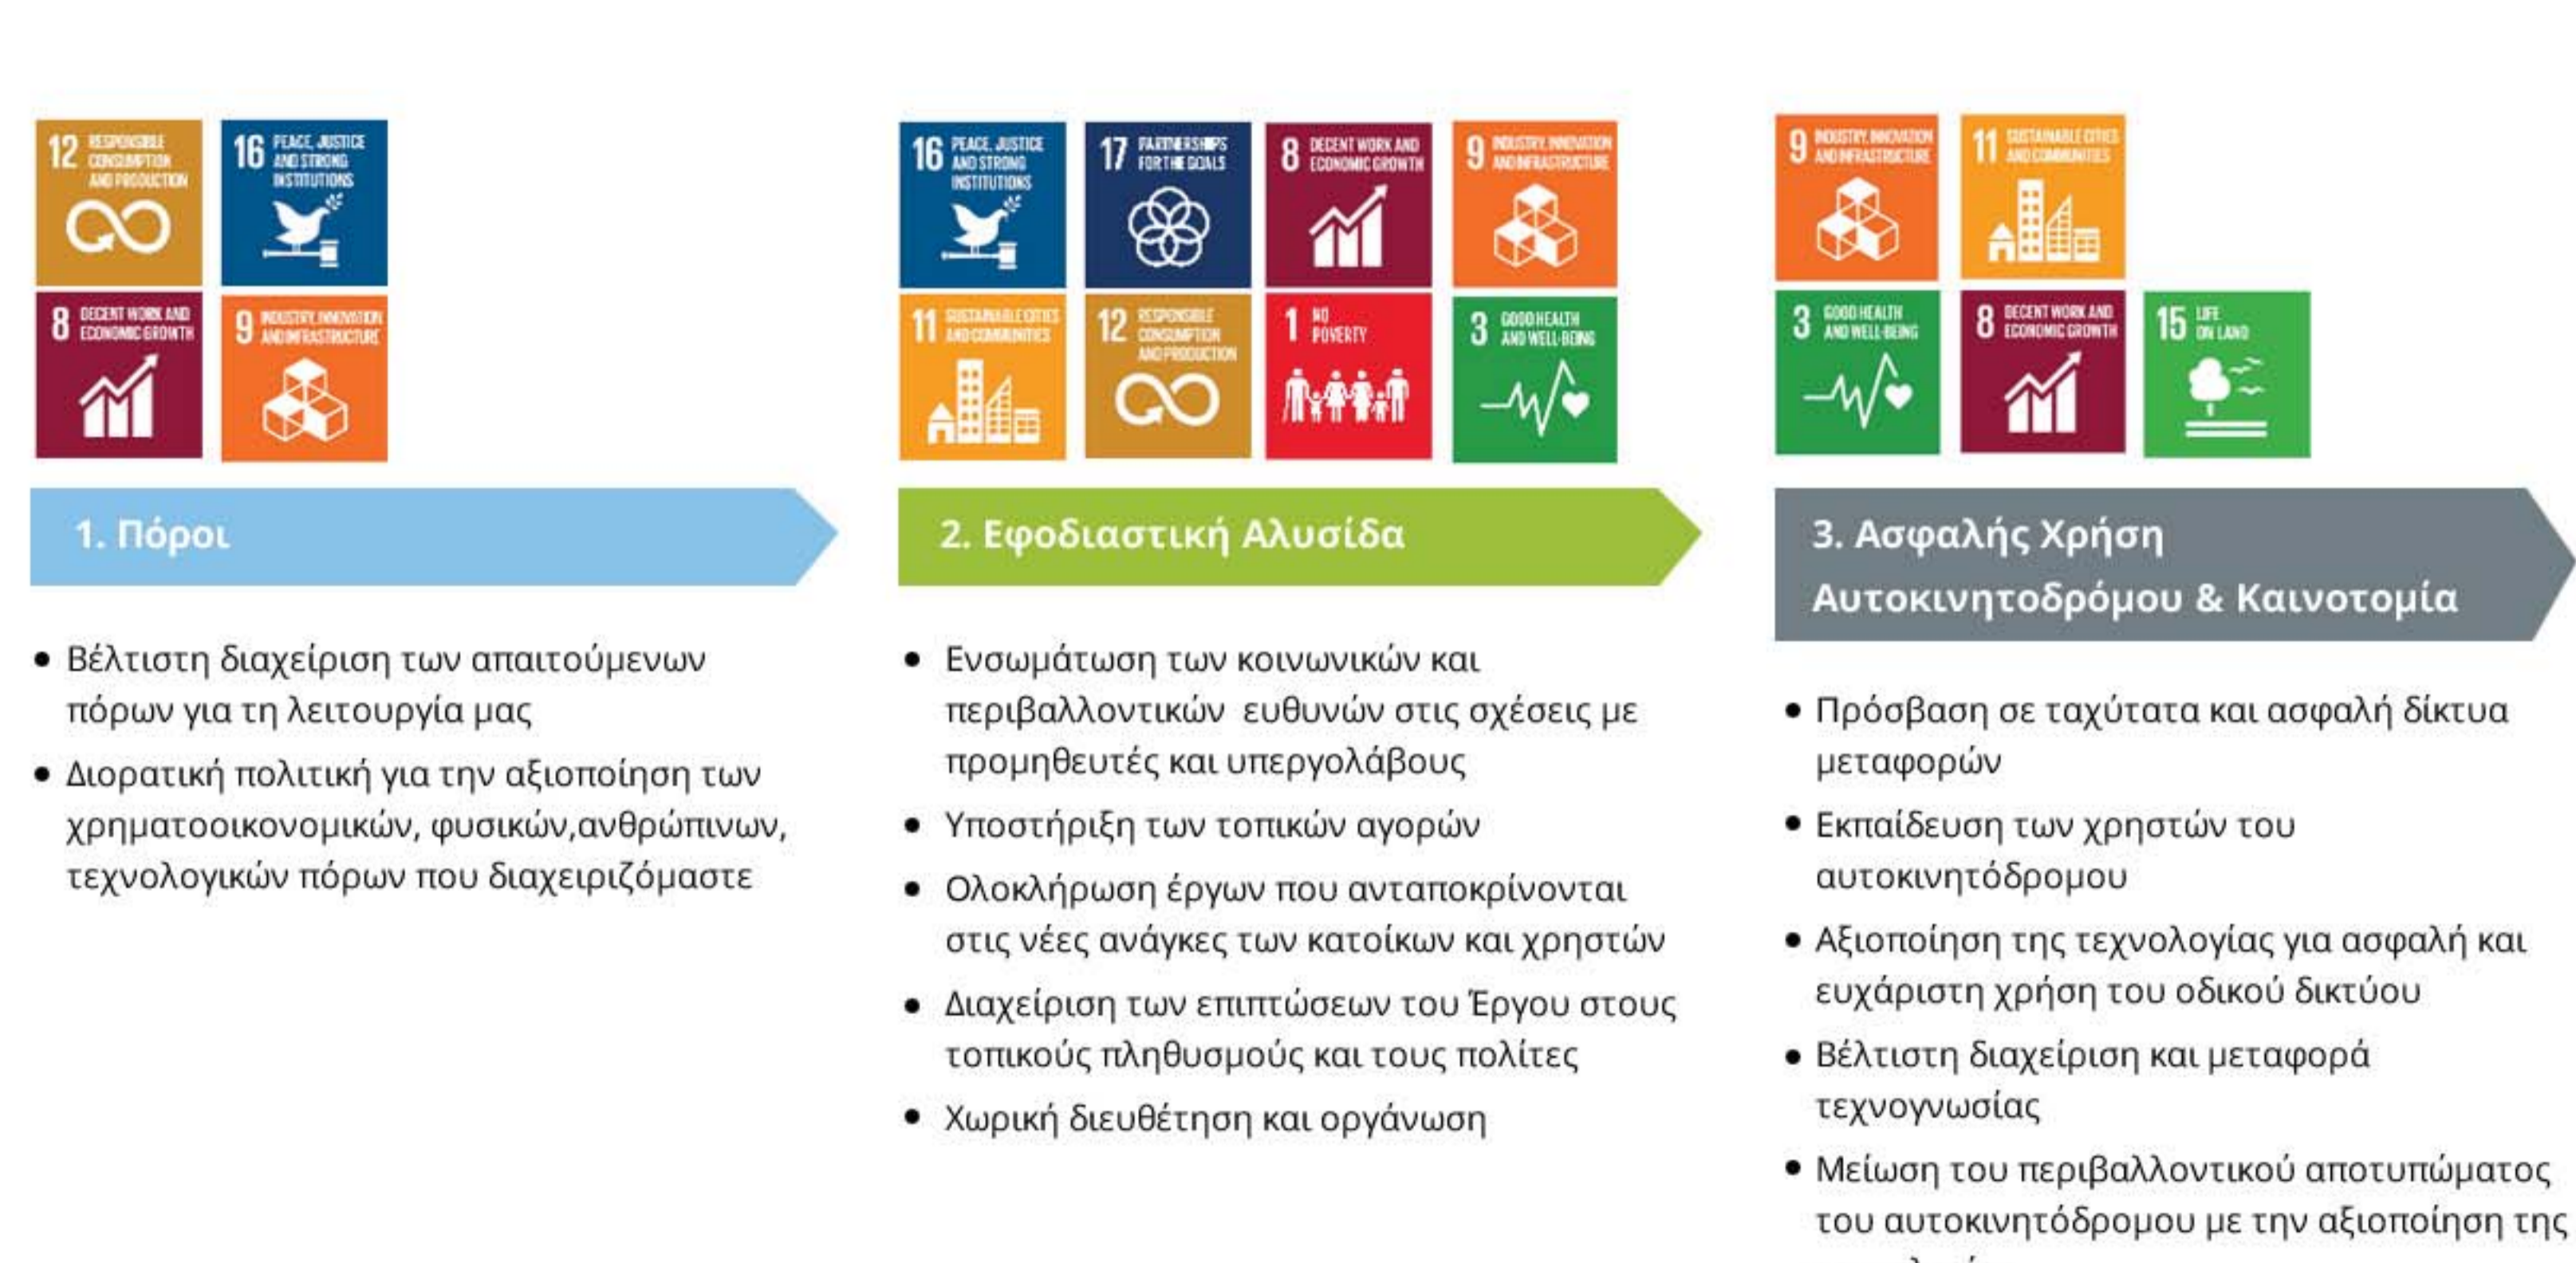 12 RESPONSIBLE
CONSUMPTION
AND PRODUCTION
16 PEACE, JUSTICE
AND STRONG
INSTITUTIONS
8 DECENT WORK AND
ECONOMIC GROWTH
9 INDUSTRY, INNOVATION
AND INFRASTRUCTURE
1. Πόροι
• Βέλτιστη διαχείριση των απαιτούμενων
πόρων για τη λειτουργία μας
• Διορατική πολιτική για την αξιοποίηση των
χρηματοοικονομικών, φυσικών,ανθρώπινων,
τεχνολογικών πόρων που διαχειριζόμαστε
16 PEACE, JUSTICE
AND STRONG
INSTITUTIONS
17 PARTNERSHIPS
FOR THE GOALS
8 DECENT WORK AND
ECONOMIC GROWTH
9 INDUSTRY, INNOVATION
AND INFRASTRUCTURE
11 SUSTAINABLE CITIES
AND COMMUNITIES
12 RESPONSIBLE
CONSUMPTION
AND PRODUCTION
1 NO
POVERTY
3 GOOD HEALTH
AND WELL-BEING
2. Εφοδιαστική Αλυσίδα
• Ενσωμάτωση των κοινωνικών και
περιβαλλοντικών ευθυνών στις σχέσεις με
προμηθευτές και υπεργολάβους
• Υποστήριξη των τοπικών αγορών
• Ολοκλήρωση έργων που ανταποκρίνονται
στις νέες ανάγκες των κατοίκων και χρηστών
• Διαχείριση των επιπτώσεων του Έργου στους
τοπικούς πληθυσμούς και τους πολίτες
• Χωρική διευθέτηση και οργάνωση
9 INDUSTRY, INNOVATION
AND INFRASTRUCTURE
11 SUSTAINABLE CITIES
AND COMMUNITIES
3 GOOD HEALTH
AND WELL-BEING
8 DECENT WORK AND
ECONOMIC GROWTH
15 LIFE
ON LAND
3. Ασφαλής Χρήση
Αυτοκινητοδρόμου & Καινοτομία
• Πρόσβαση σε ταχύτατα και ασφαλή δίκτυα
μεταφορών
• Εκπαίδευση των χρηστών του
αυτοκινητόδρομου
• Αξιοποίηση της τεχνολογίας για ασφαλή και
ευχάριστη χρήση του οδικού δικτύου
• Βέλτιστη διαχείριση και μεταφορά
τεχνογνωσίας
• Μείωση του περιβαλλοντικού αποτυπώματος
του αυτοκινητόδρομου με την αξιοποίηση της